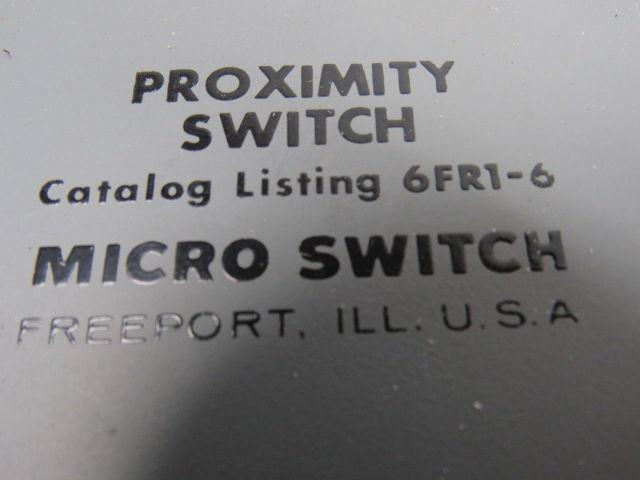 PROXIMITY
SWITCH
Catalog Listing 6FR1-6
MICRO SWITCH
FREEPORT, ILL. U.S.A